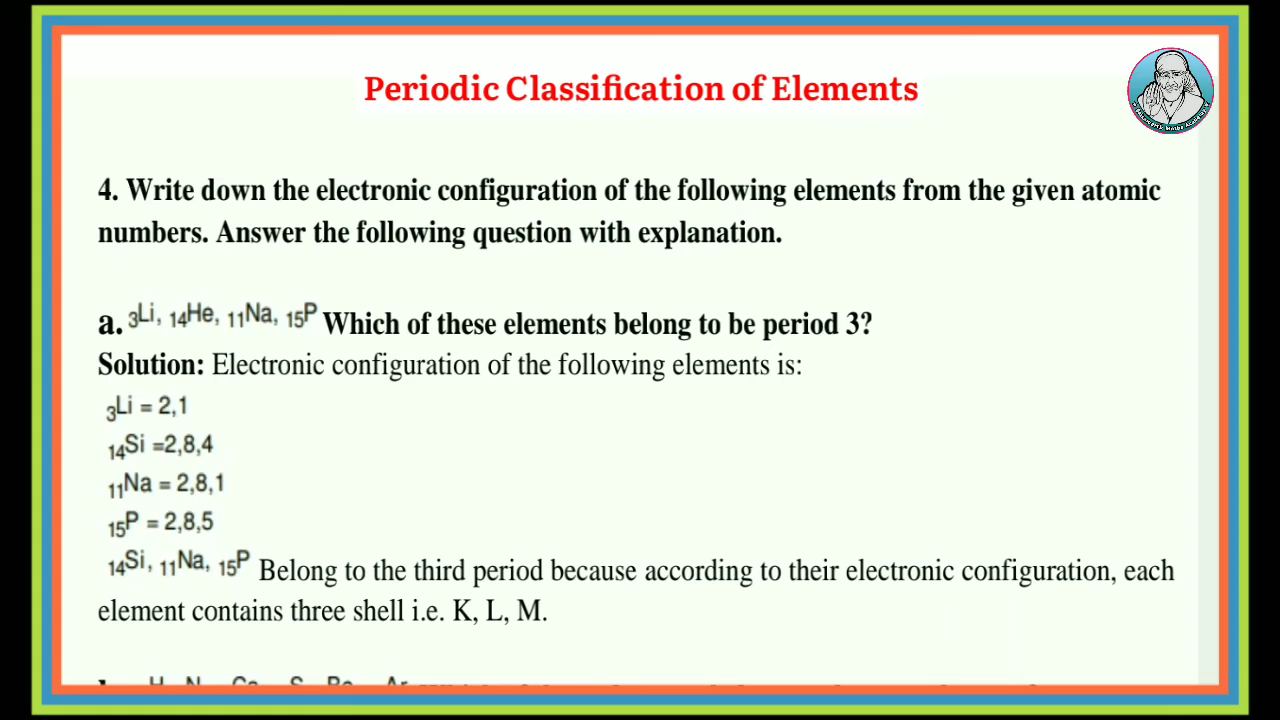 Periodic Classification of Elements
4. Write down the electronic configuration of the following elements from the given atomic
numbers. Answer the following question with explanation.
a. ₃Li, ₁₄He, ₁₁Na, ₁₅P Which of these elements belong to be period 3?
Solution: Electronic configuration of the following elements is:
₃Li = 2,1
₁₄Si =2,8,4
₁₁Na = 2,8,1
₁₅P = 2,8,5
₁₄Si, ₁₁Na, ₁₅P Belong to the third period because according to their electronic configuration, each
element contains three shell i.e. K, L, M.